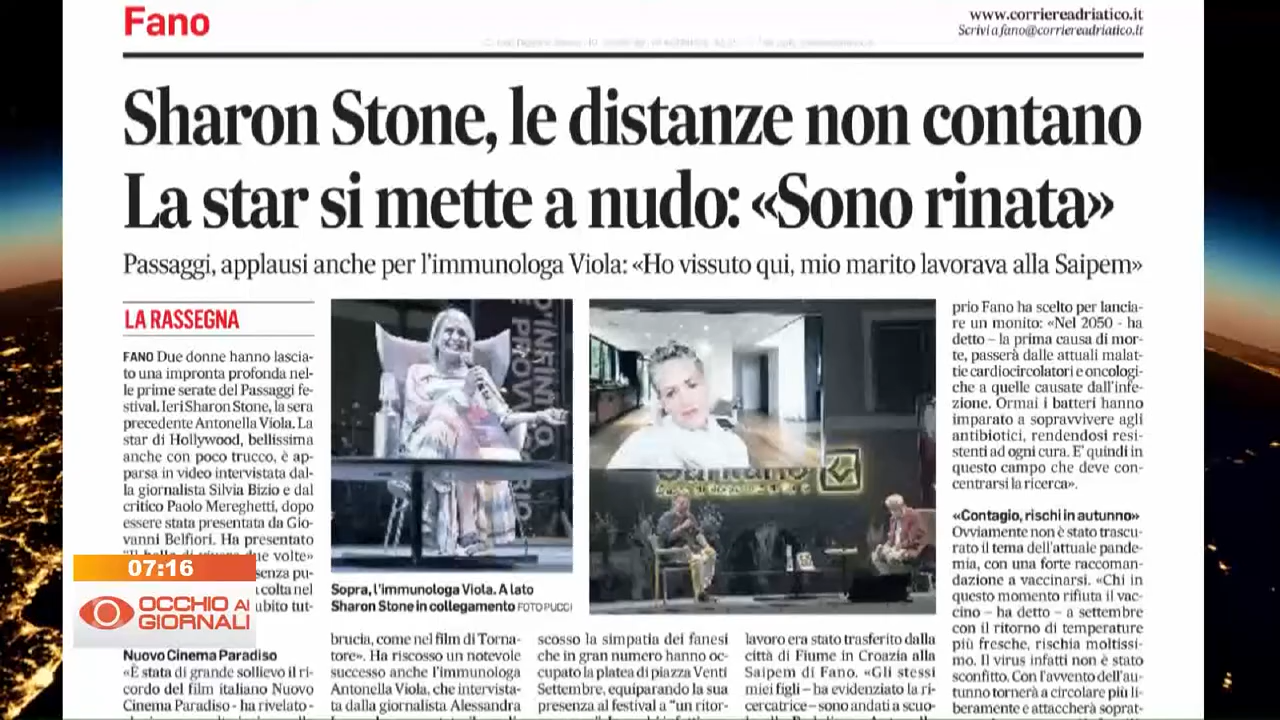 Fano
www.corriereadriatico.it
Scrivi a fano@corriereadriatico.it
Sharon Stone, le distanze non contano
La star si mette a nudo: «Sono rinata»
Passaggi, applausi anche per l'immunologa Viola: «Ho vissuto qui, mio marito lavorava alla Saipem»
LA RASSEGNA
FANO Due donne hanno lascia-
to una impronta profonda nel-
le prime serate del Passaggi fe-
stival. Ieri Sharon Stone, la sera
precedente Antonella Viola. La
star di Hollywood, bellissima
anche con poco trucco, è ap-
parsa in video intervistata dal-
la giornalista Silvia Bizio e dal
critico Paolo Mereghetti, dopo
essere stata presentata da Gio-
vanni Belfiori. Ha presentato
volte»
07:16
OCCHIO AI
GIORNALI
Nuovo Cinema Paradiso
«È stata di grande sollievo il ri-
cordo del film italiano Nuovo
Cinema Paradiso - ha rivelato -
Sopra, l'immunologa Viola. A lato
Sharon Stone in collegamento FOTO PUCCI
brucia, come nel film di Torna-
tore». Ha riscosso un notevole
successo anche l'immunologa
Antonella Viola, che intervista-
ta dalla giornalista Alessandra
scosso la simpatia dei fanesi
che in gran numero hanno oc-
cupato la platea di piazza Venti
Settembre, equiparando la sua
presenza al festival a "un ritor-
lavoro era stato trasferito dalla
città di Fiume in Croazia alla
Saipem di Fano. «Gli stessi
miei figli – ha evidenziato la ri-
cercatrice – sono andati a scuo-
prio Fano ha scelto per lancia-
re un monito: «Nel 2050 - ha
detto – la prima causa di mor-
te, passerà dalle attuali malat-
tie cardiocircolatori e oncologi-
che a quelle causate dall'infe-
zione. Ormai i batteri hanno
imparato a sopravvivere agli
antibiotici, rendendosi resi-
stenti ad ogni cura. E' quindi in
questo campo che deve con-
centrarsi la ricerca».
«Contagio, rischi in autunno»
Ovviamente non è stato trascu-
rato il tema dell'attuale pande-
mia, con una forte raccoman-
dazione a vaccinarsi. «Chi in
questo momento rifiuta il vac-
cino – ha detto – a settembre
con il ritorno di temperature
più fresche, rischia moltissi-
mo. Il virus infatti non è stato
sconfitto. Con l'avvento dell'au-
tunno tornerà a circolare più li-
beramente e attaccherà soprat-